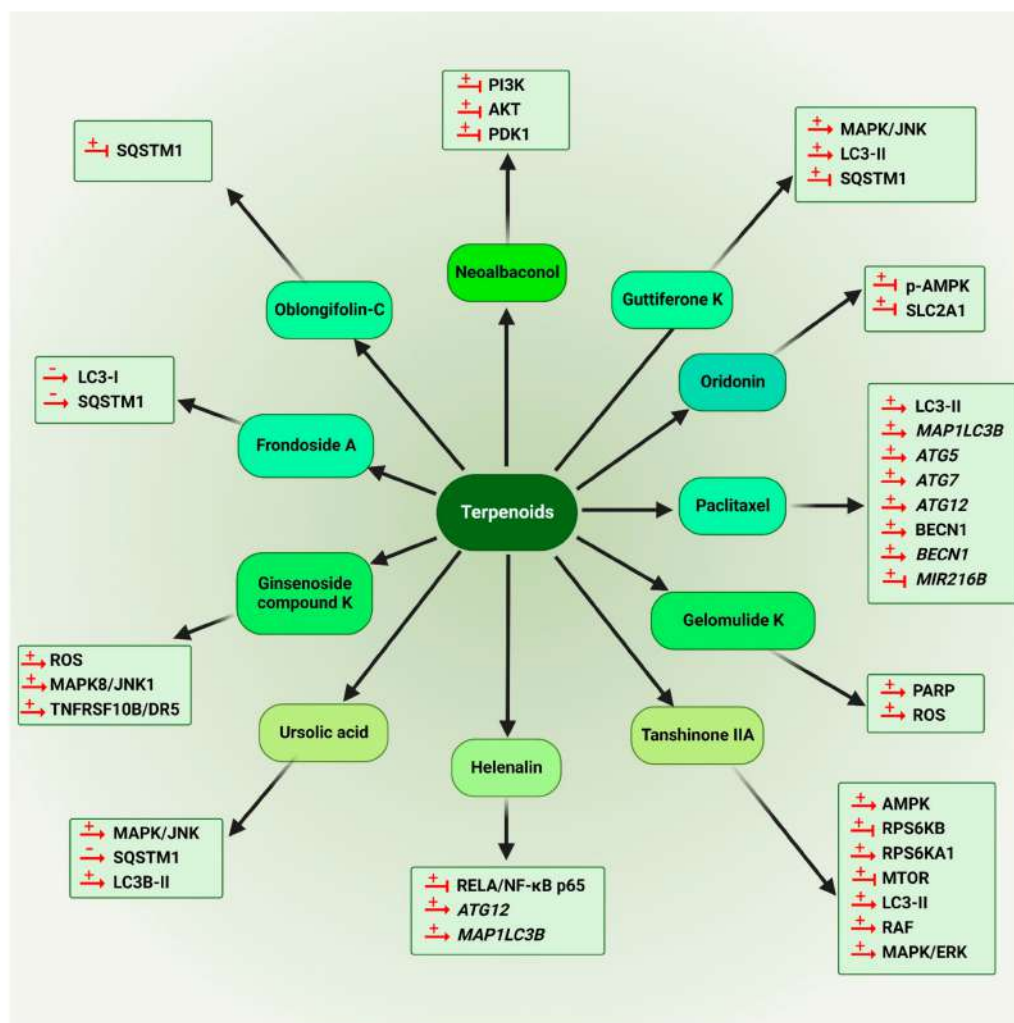 PI3K
AKT
PDK1
SQSTM1
MAPK/JNK
LC3-II
SQSTM1
Neoalbaconol
Oblongifolin-C
Guttiferone K
p-AMPK
SLC2A1
Oridonin
LC3-I
SQSTM1
Frondoside A
LC3-II
MAP1LC3B
ATG5
ATG7
ATG12
BECN1
BECN1
MIR216B
Terpenoids
Paclitaxel
Ginsenoside
compound K
Gelomulide K
ROS
MAPK8/JNK1
TNFRSF10B/DR5
PARP
ROS
Ursolic acid
Helenalin
Tanshinone IIA
MAPK/JNK
SQSTM1
LC3B-II
RELA/NF-κB p65
ATG12
MAP1LC3B
AMPK
RPS6KB
RPS6KA1
MTOR
LC3-II
RAF
MAPK/ERK